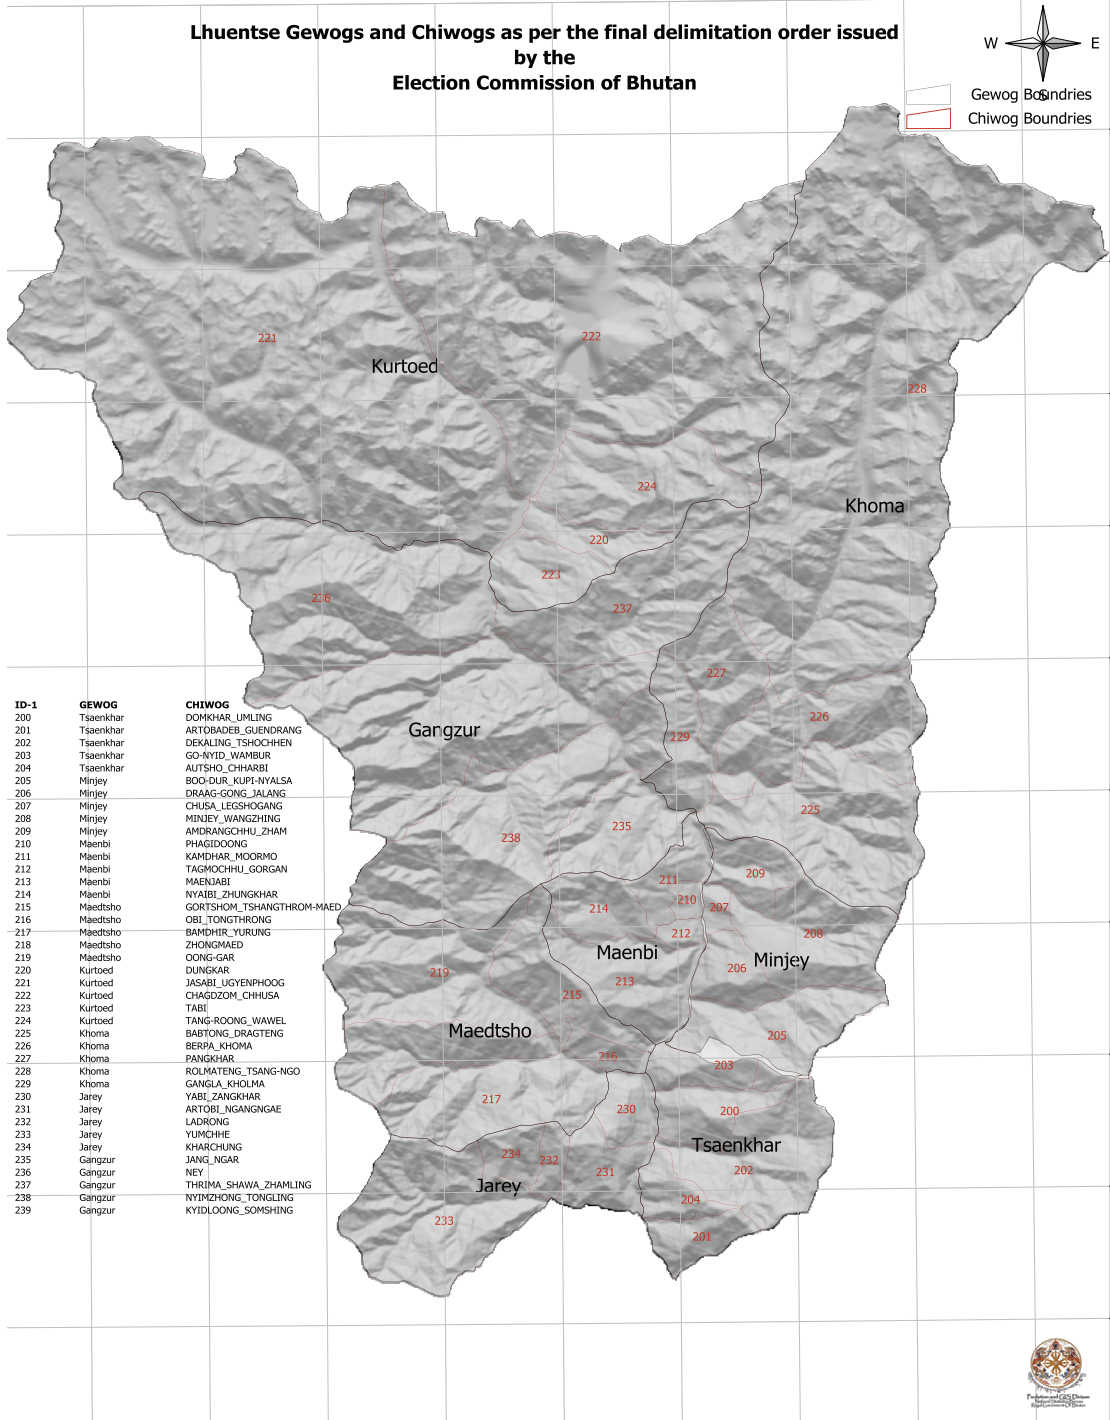 Lhuentse Gewogs and Chiwogs as per the final delimitation order issued
by the
Election Commission of Bhutan
W E
S
Gewog Boundries
Chiwog Boundries
221
222
Kurtoed
228
224
Khoma
220
223
236
237
227
226
Gangzur
229
225
235
238
209
211
210
207
214
212
208
Maenbi
Minjey
206
219
213
215
Maedtsho
205
216
203
217
230
200
Tsaenkhar
234
232
202
231
Jarey
204
233
201
ID-1 GEWOG CHIWOG
200 Tsaenkhar DOMKHAR_UMLING
201 Tsaenkhar ARTOBADEB_GUENDRANG
202 Tsaenkhar DEKALING_TSHOCHHEN
203 Tsaenkhar GO-NYID_WAMBUR
204 Tsaenkhar AUTSHO_CHHARBI
205 Minjey BOO-DUR_KUPI-NYALSA
206 Minjey DRAAG-GONG_JALANG
207 Minjey CHUSA_LEGSHOGANG
208 Minjey MINJEY_WANGZHING
209 Minjey AMDRANGCHHU_ZHAM
210 Maenbi PHAGIDOONG
211 Maenbi KAMDHAR_MOORMO
212 Maenbi TAGMOCHHU_GORGAN
213 Maenbi MAENJABI
214 Maenbi NYAIBI_ZHUNGKHAR
215 Maedtsho GORTSHOM_TSHANGTHROM-MAED
216 Maedtsho OBI_TONGTHRONG
217 Maedtsho BAMDHIR_YURUNG
218 Maedtsho ZHONGMAED
219 Maedtsho OONG-GAR
220 Kurtoed DUNGKAR
221 Kurtoed JASABI_UGYENPHOOG
222 Kurtoed CHAGDZOM_CHHUSA
223 Kurtoed TABI
224 Kurtoed TANG-ROONG_WAWEL
225 Khoma BABTONG_DRAGTENG
226 Khoma BERPA_KHOMA
227 Khoma PANGKHAR
228 Khoma ROLMATENG_TSANG-NGO
229 Khoma GANGLA_KHOLMA
230 Jarey YABI_ZANGKHAR
231 Jarey ARTOBI_NGANGNGAE
232 Jarey LADRONG
233 Jarey YUMCHHE
234 Jarey KHARCHUNG
235 Gangzur JANG_NGAR
236 Gangzur NEY
237 Gangzur THRIMA_SHAWA_ZHAMLING
238 Gangzur NYIMZHONG_TONGLING
239 Gangzur KYIDLOONG_SOMSHING
National Statistics Bureau
Royal Government Of Bhutan